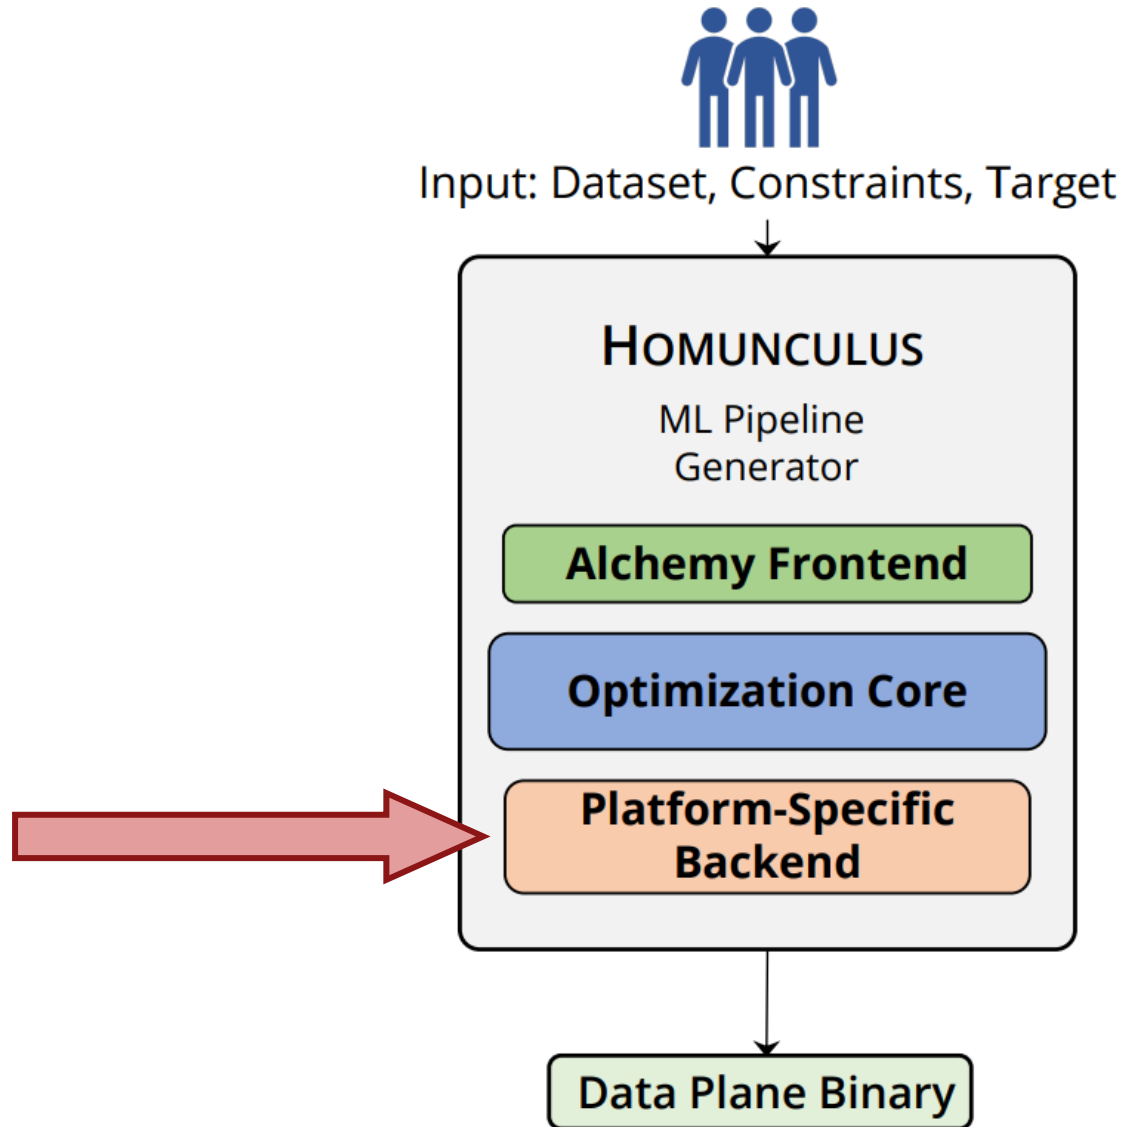 Input: Dataset, Constraints, Target
HOMUNCULUS
ML Pipeline
Generator
Alchemy Frontend
Optimization Core
Platform-Specific
Backend
Data Plane Binary